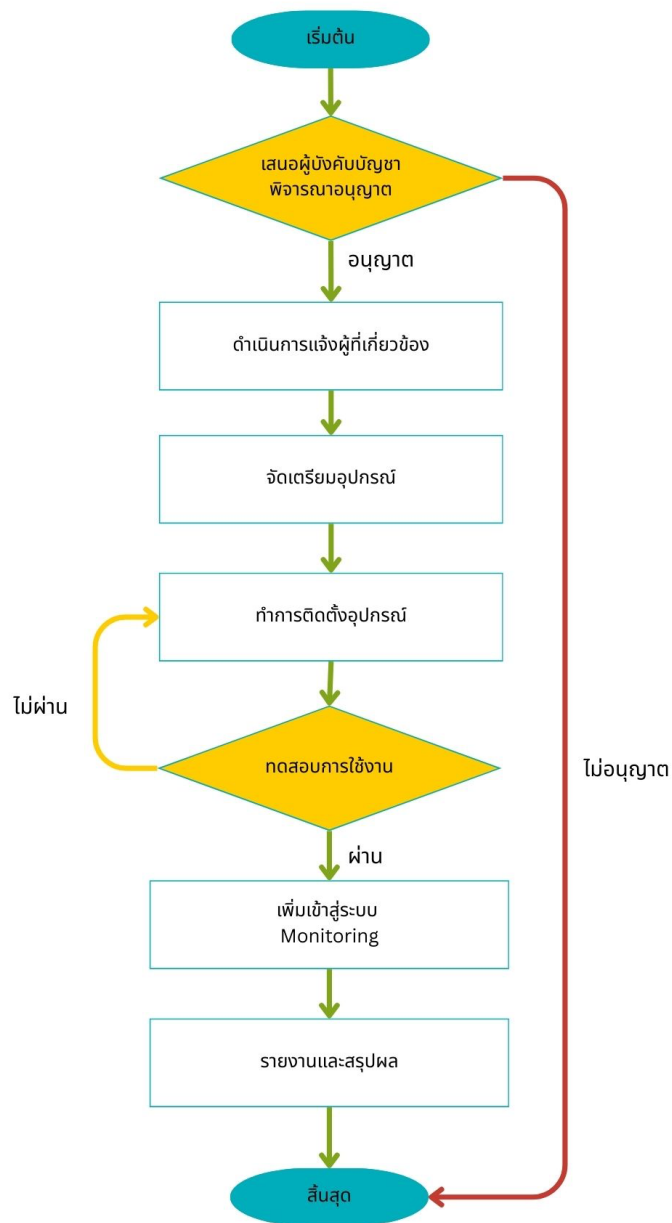 เริ่มต้น
เสนอผู้บังคับบัญชา
พิจารณาอนุญาต
อนุญาต
ดำเนินการแจ้งผู้ที่เกี่ยวข้อง
จัดเตรียมอุปกรณ์
ทำการติดตั้งอุปกรณ์
ไม่ผ่าน
ทดสอบการใช้งาน
ไม่อนุญาต
ผ่าน
เพิ่มเข้าสู่ระบบ
Monitoring
รายงานและสรุปผล
สิ้นสุด